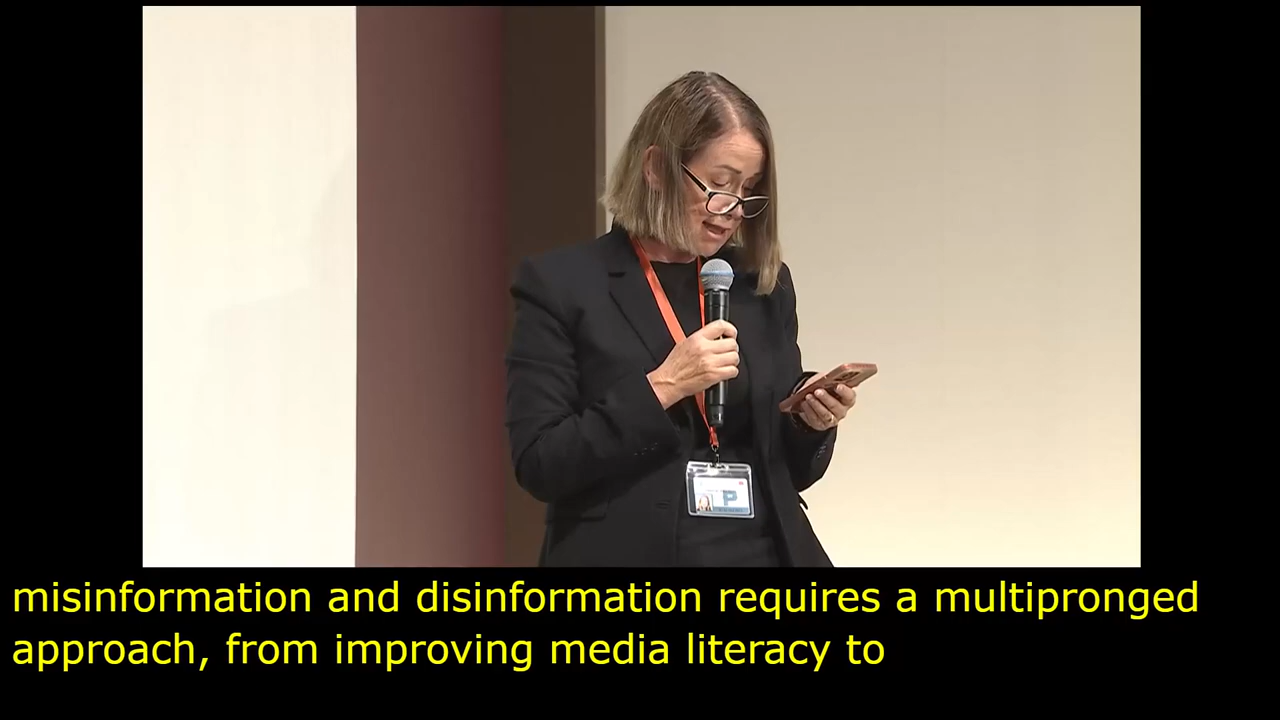 P
misinformation and disinformation requires a multipronged
approach, from improving media literacy to